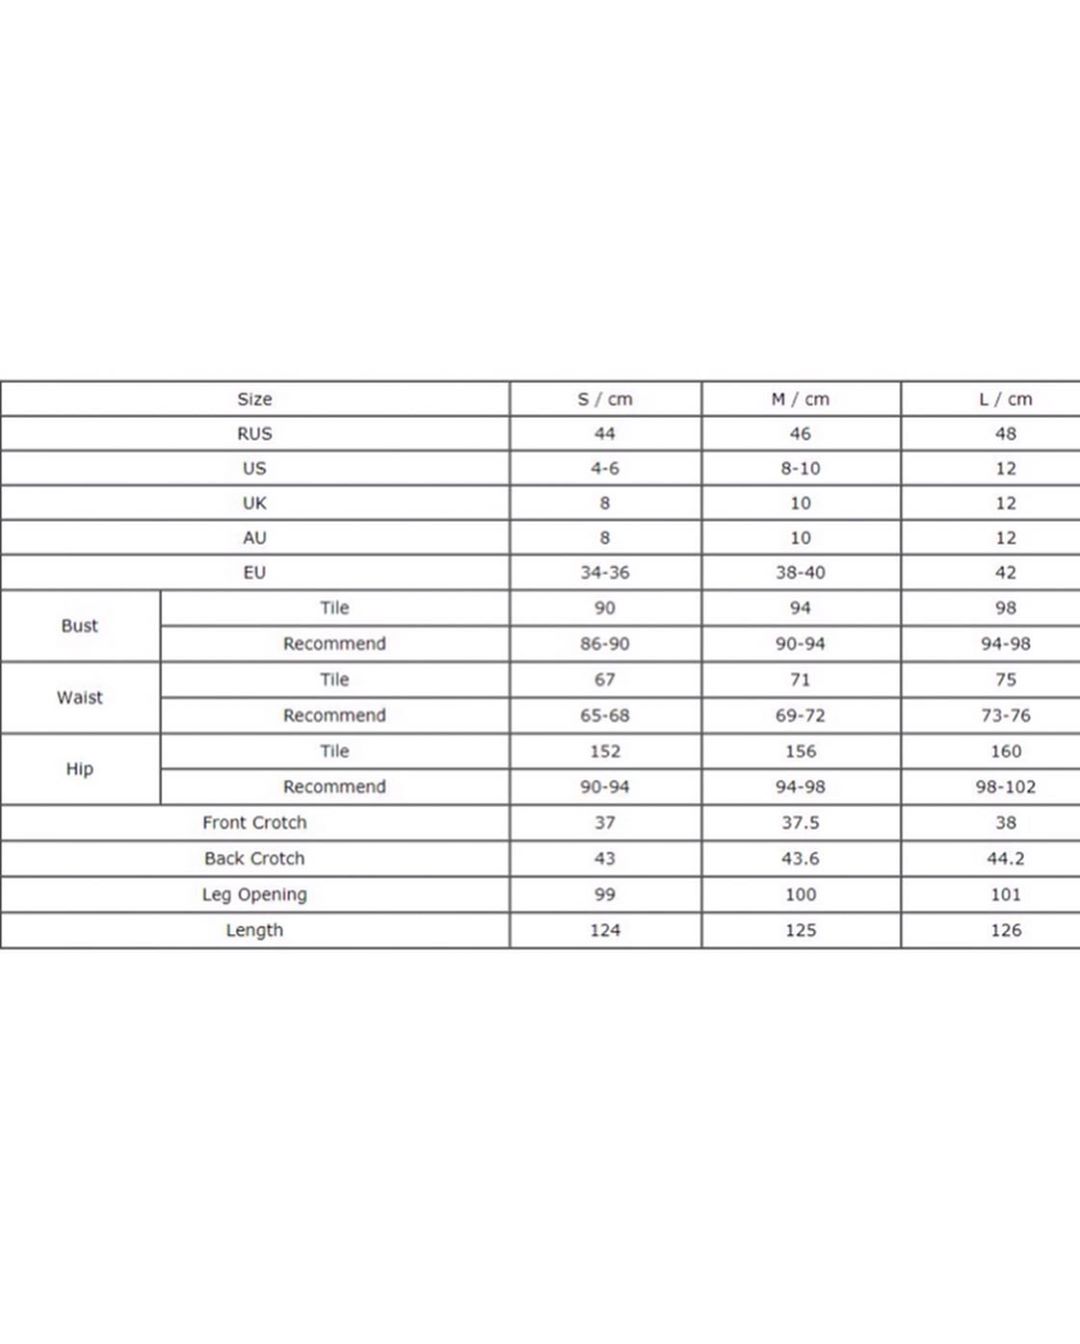 Size S / cm M / cm L / cm
RUS 44 46 48
US 4-6 8-10 12
UK 8 10 12
AU 8 10 12
EU 34-36 38-40 42
Bust Tile 90 94 98
Recommend 86-90 90-94 94-98
Waist Tile 67 71 75
Recommend 65-68 69-72 73-76
Hip Tile 152 156 160
Recommend 90-94 94-98 98-102
Front Crotch 37 37.5 38
Back Crotch 43 43.6 44.2
Leg Opening 99 100 101
Length 124 125 126